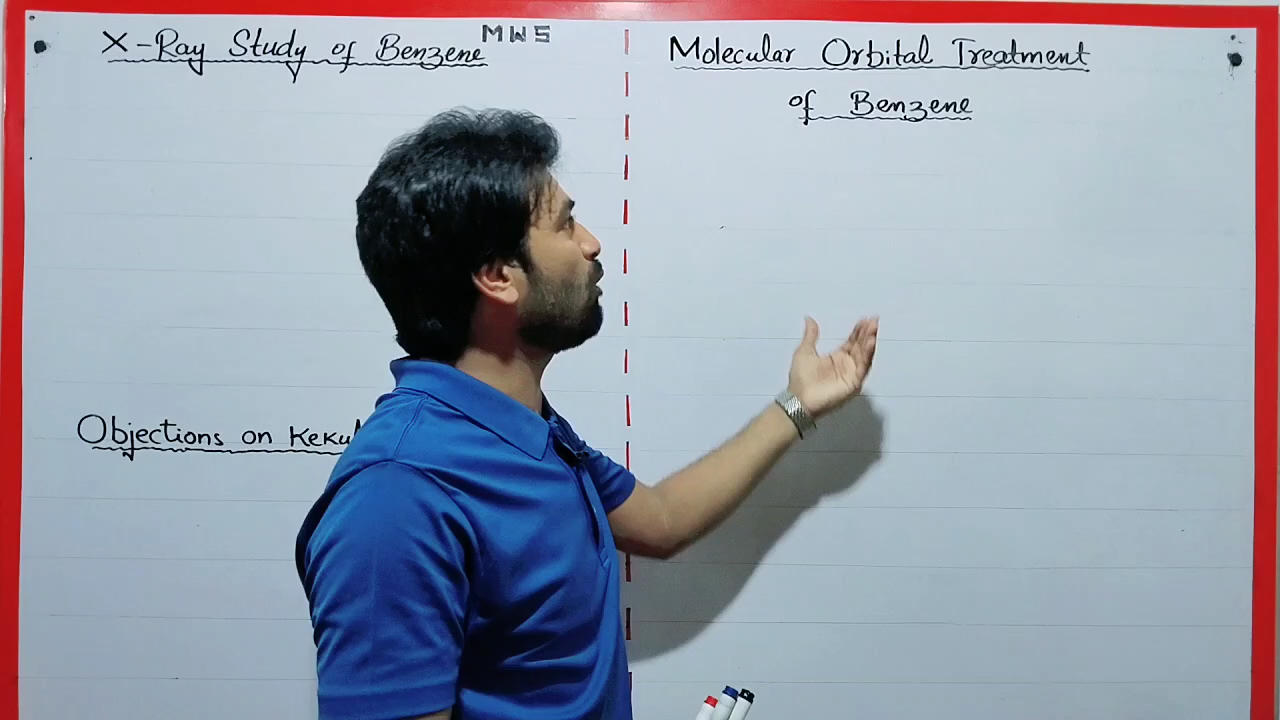 X-Ray Study of Benzene
MWS
Objections on
Molecular Orbital Treatment
of Benzene